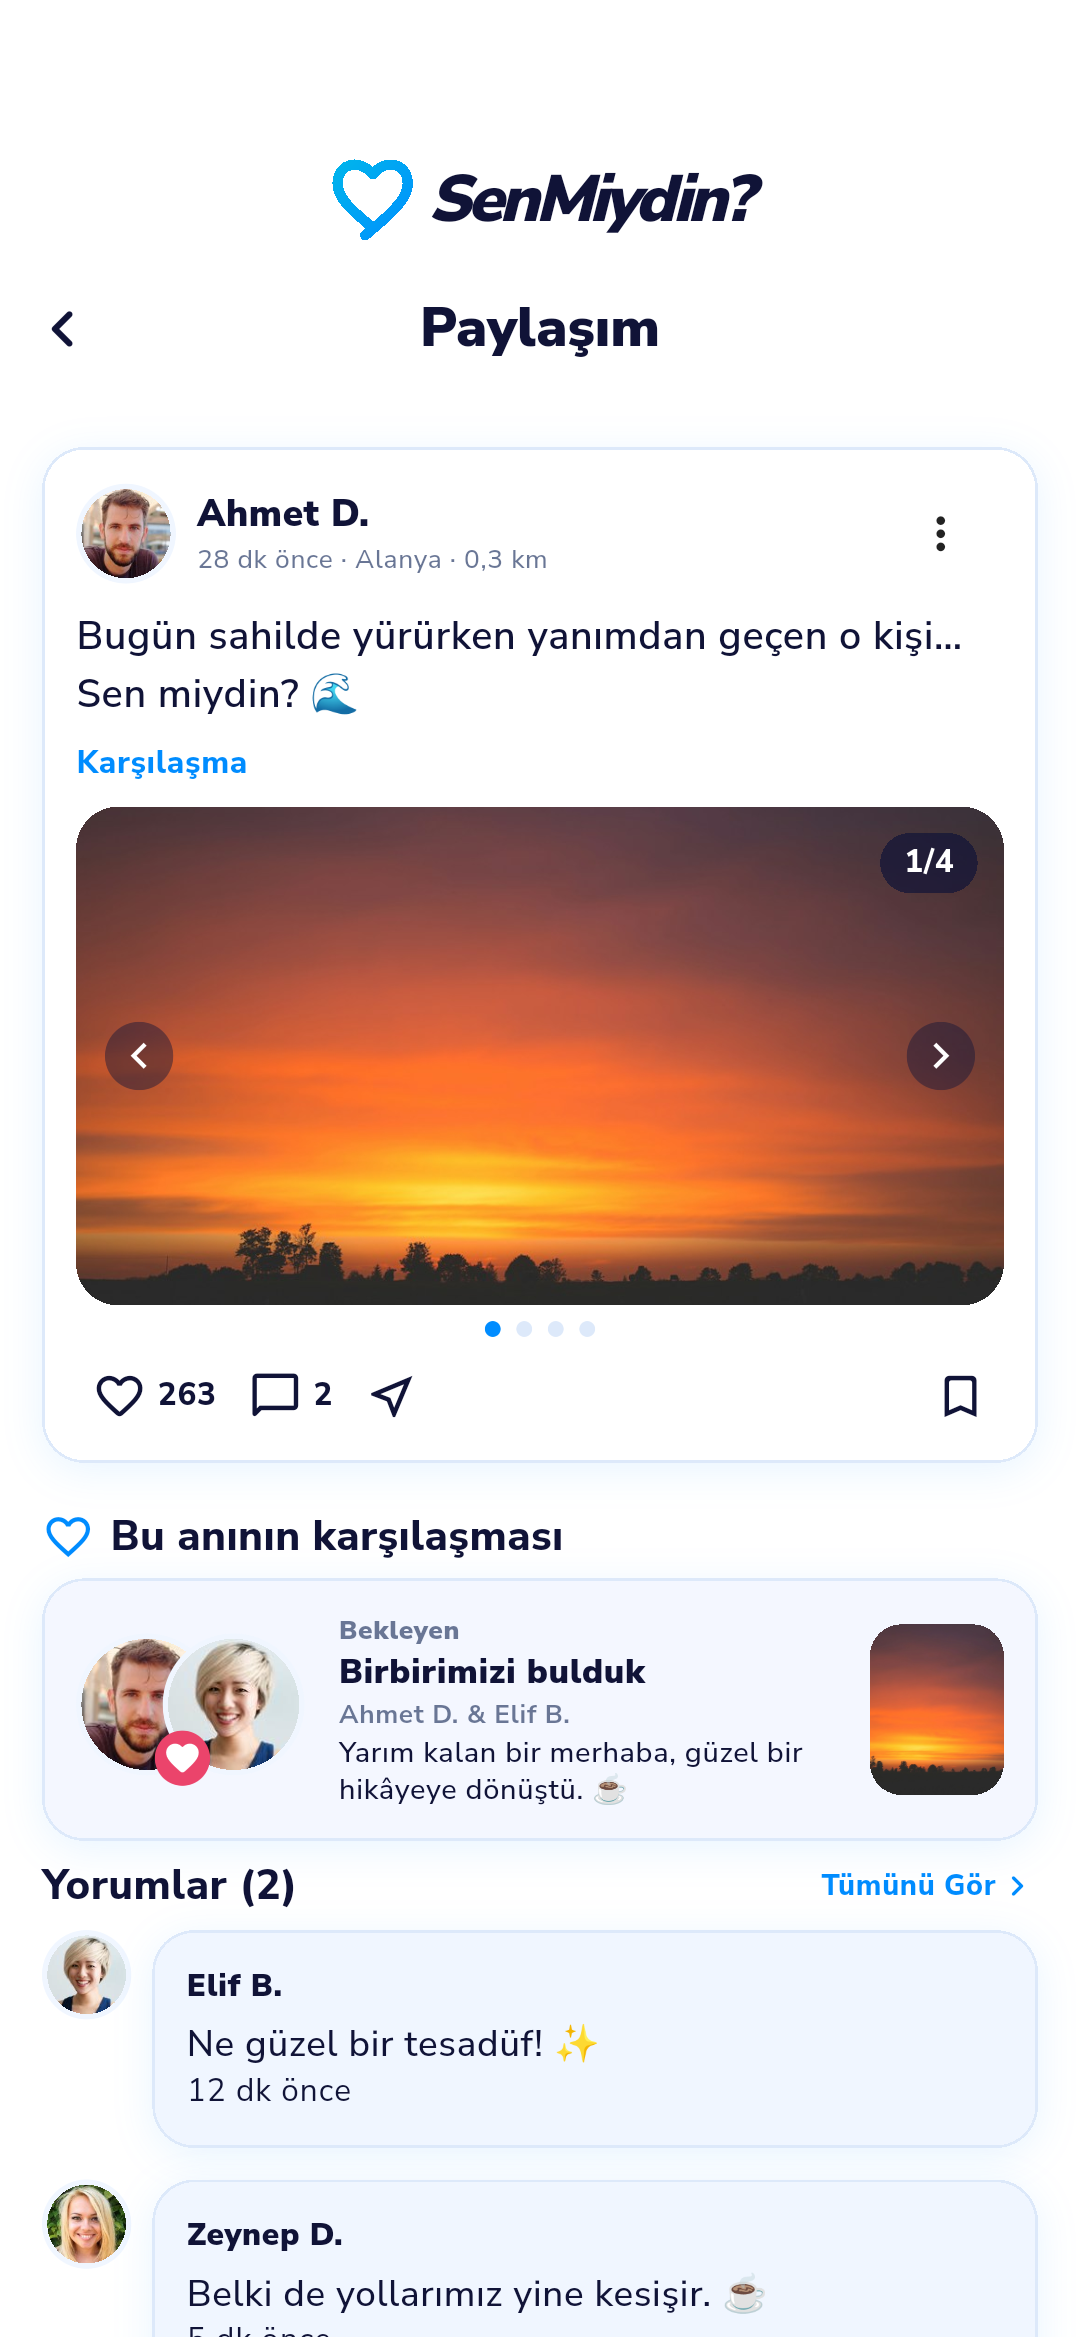 SenMiydin?
Paylaşım
Ahmet D.
28 dk önce · Alanya · 0,3 km
Bugün sahilde yürürken yanımdan geçen o kişi...
Sen miydin? 🌊
Karşılaşma
1/4
263 2
Bu anının karşılaşması
Bekleyen
Birbirimizi bulduk
Ahmet D. & Elif B.
Yarım kalan bir merhaba, güzel bir
hikâyeye dönüştü. ☕
Yorumlar (2) Tümünü Gör
Elif B.
Ne güzel bir tesadüf! ✨
12 dk önce
Zeynep D.
Belki de yollarımız yine kesişir. ☕
5 dk önce